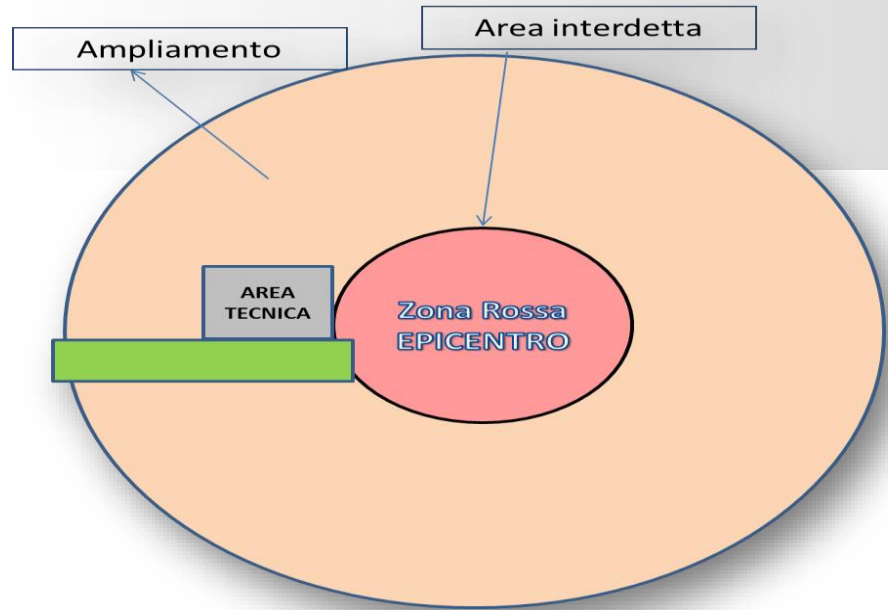 Ampliamento
Area interdetta
AREA
TECNICA
Zona Rossa
EPICENTRO